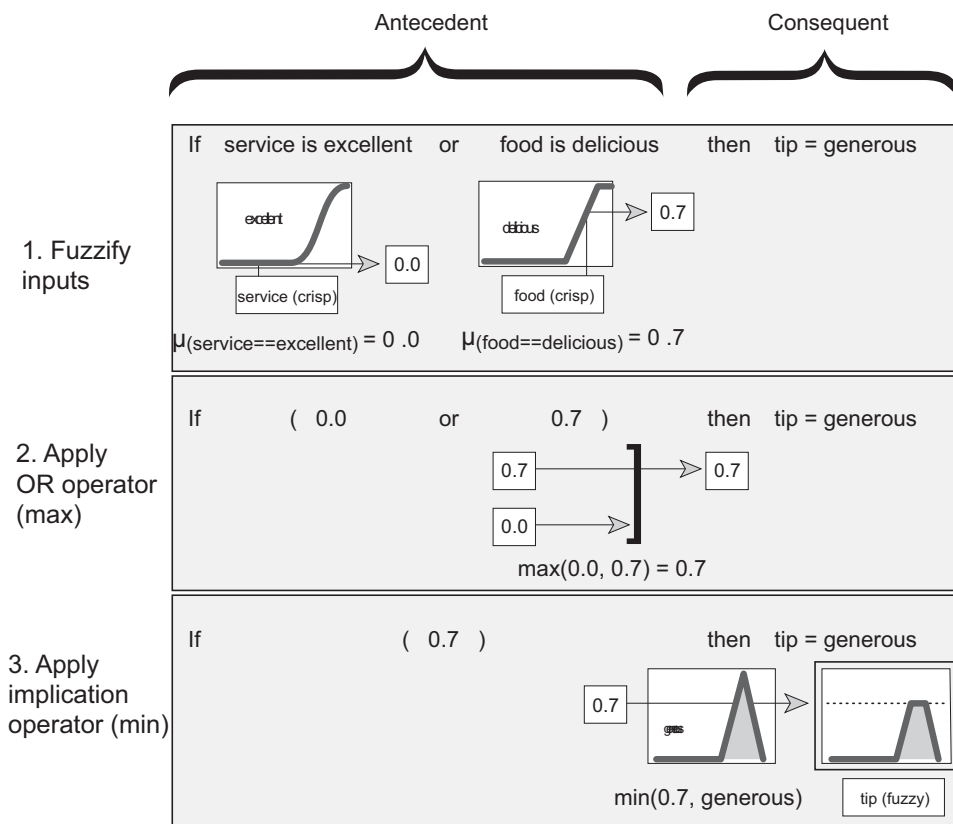 Antecedent Consequent
If service is excellent or food is delicious then tip = generous
excellent
delicious
0.7
0.0
1. Fuzzify
inputs
service (crisp)
food (crisp)
μ(service==excellent) = 0 .0 μ(food==delicious) = 0 .7
If ( 0.0 or 0.7 ) then tip = generous
2. Apply
OR operator
(max)
0.7
0.7
0.0
max(0.0, 0.7) = 0.7
If ( 0.7 ) then tip = generous
3. Apply
implication
operator (min)
0.7
min(0.7, generous)
tip (fuzzy)